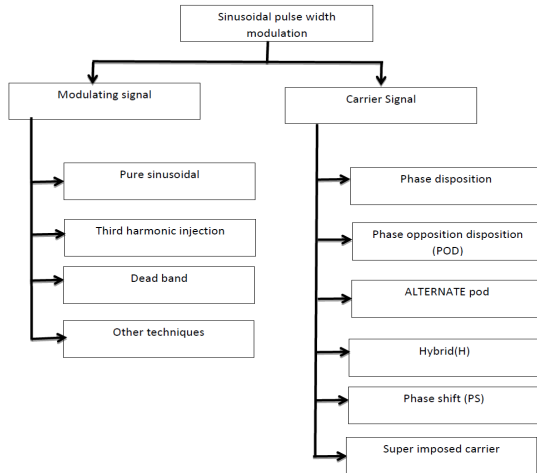 Sinusoidal pulse width
modulation
Modulating signal
Pure sinusoidal
Third harmonic injection
Dead band
Other techniques
Carrier Signal
Phase disposition
Phase opposition disposition
(POD)
ALTERNATE pod
Hybrid(H)
Phase shift (PS)
Super imposed carrier